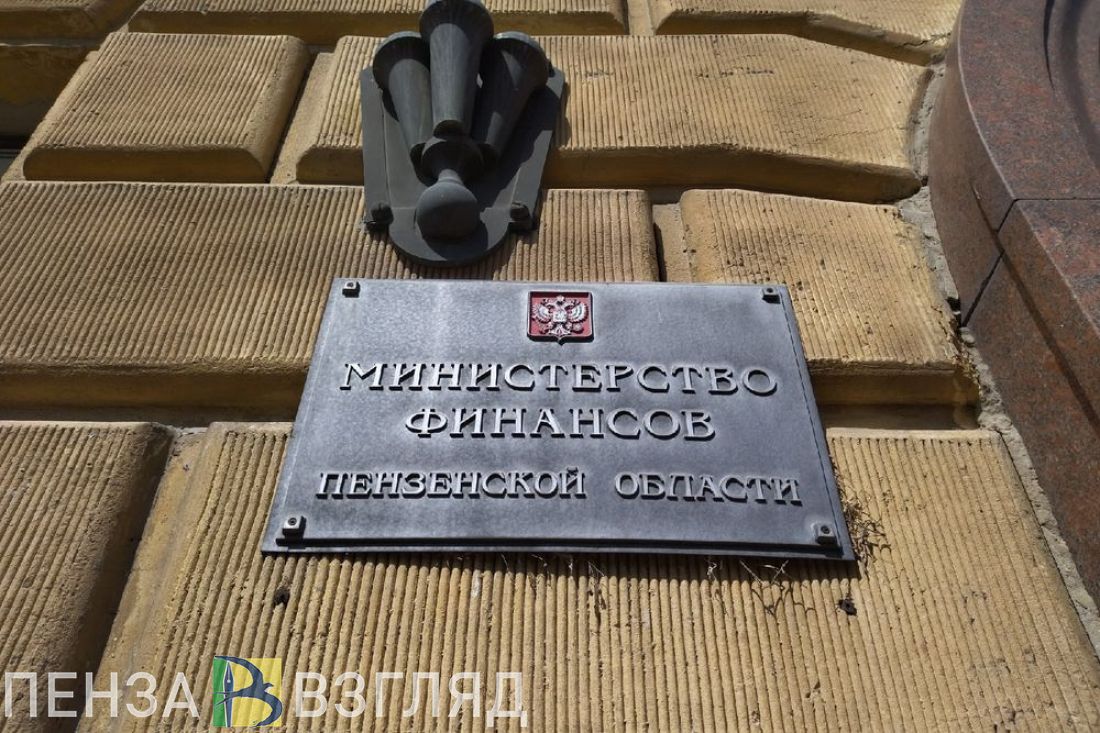 МИНИСТЕРСТВО
ФИНАНСОВ
ПЕНЗЕНСКОЙ ОБЛАСТИ
ПЕНЗА В ВЗГЛЯД